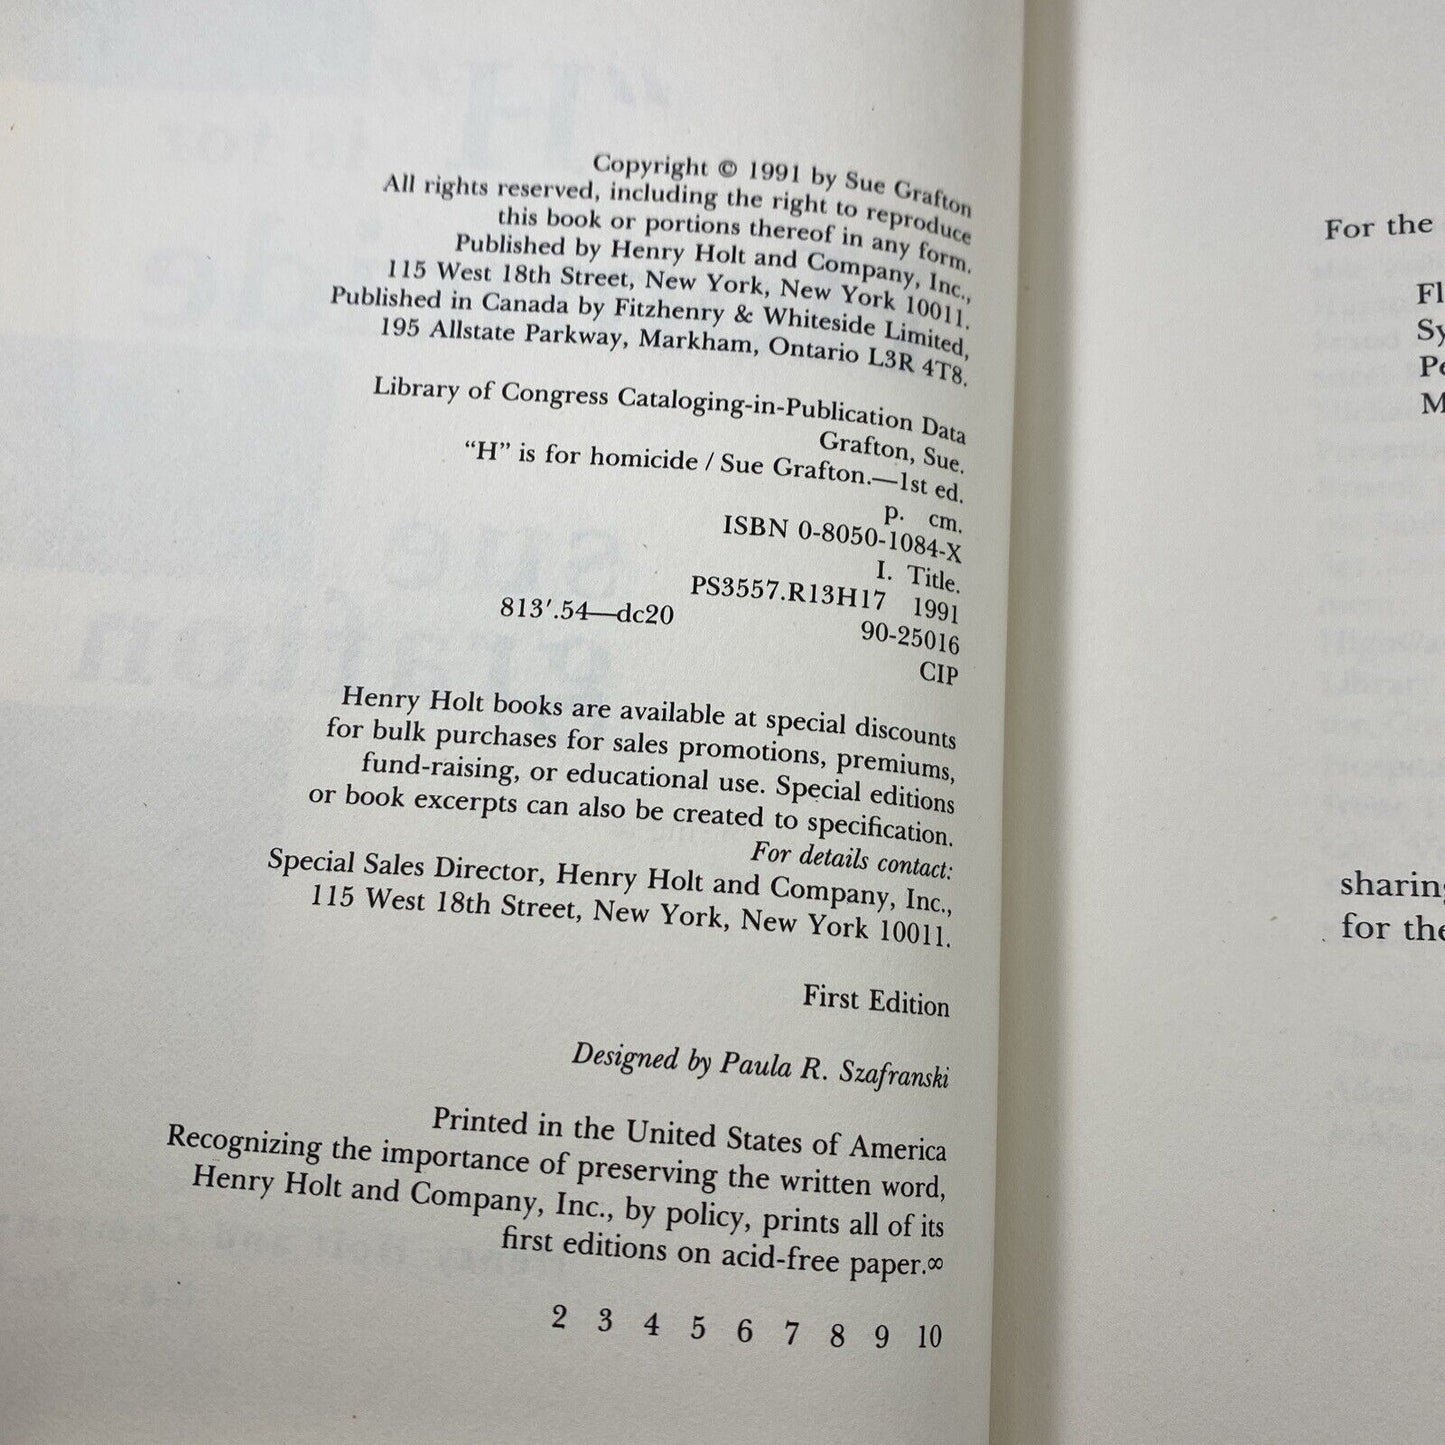 Copyright © 1991 by Sue Grafton
All rights reserved, including the right to reproduce
this book or portions thereof in any form.
Published by Henry Holt and Company, Inc.,
115 West 18th Street, New York, New York 10011.
Published in Canada by Fitzhenry & Whiteside Limited,
195 Allstate Parkway, Markham, Ontario L3R 4T8.
Library of Congress Cataloging-in-Publication Data
Grafton, Sue.
“H” is for homicide / Sue Grafton.—1st ed.
p. cm.
ISBN 0-8050-1084-X
I. Title.
PS3557.R13H17 1991
813′.54—dc20 90-25016
CIP
Henry Holt books are available at special discounts
for bulk purchases for sales promotions, premiums,
fund-raising, or educational use. Special editions
or book excerpts can also be created to specification.
For details contact:
Special Sales Director, Henry Holt and Company, Inc.,
115 West 18th Street, New York, New York 10011.
First Edition
Designed by Paula R. Szafranski
Printed in the United States of America
Recognizing the importance of preserving the written word,
Henry Holt and Company, Inc., by policy, prints all of its
first editions on acid-free paper.∞
2 3 4 5 6 7 8 9 10
For the
sharing
for the